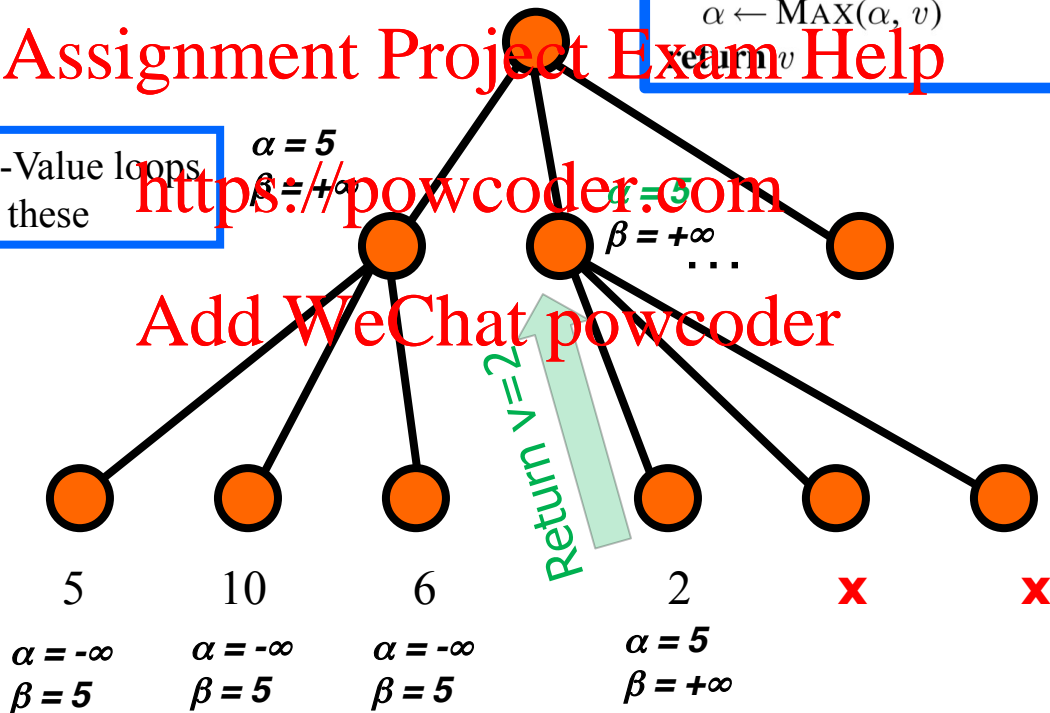 α ← MAX(α, v)
return v
Assignment Project Exam Help
-Value loops
these
α = 5
β = +∞
https://powcoder.com
α = 5
β = +∞
...
Add WeChat powcoder
Return v=2
5 10 6 2 x x
α = -∞ α = -∞ α = -∞ α = 5
β = 5 β = 5 β = 5 β = +∞